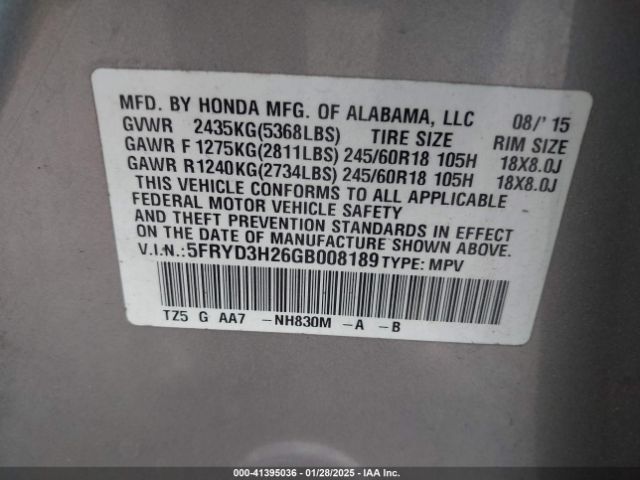 MFD. BY HONDA MFG. OF ALABAMA, LLC 08/'15
GVWR 2435KG(5368LBS) TIRE SIZE RIM SIZE
GAWR F 1275KG(2811LBS) 245/60R18 105H 18X8.0J
GAWR R1240KG(2734LBS) 245/60R18 105H 18X8.0J
THIS VEHICLE CONFORMS TO ALL APPLICABLE
FEDERAL MOTOR VEHICLE SAFETY
AND THEFT PREVENTION STANDARDS IN EFFECT
ON THE DATE OF MANUFACTURE SHOWN ABOVE.
V.I.N.:5FRYD3H26GB008189 TYPE: MPV
TZ5 G AA7 -NH830M -A -B
000-41395036 / 01/28/2025 / IAA Inc.